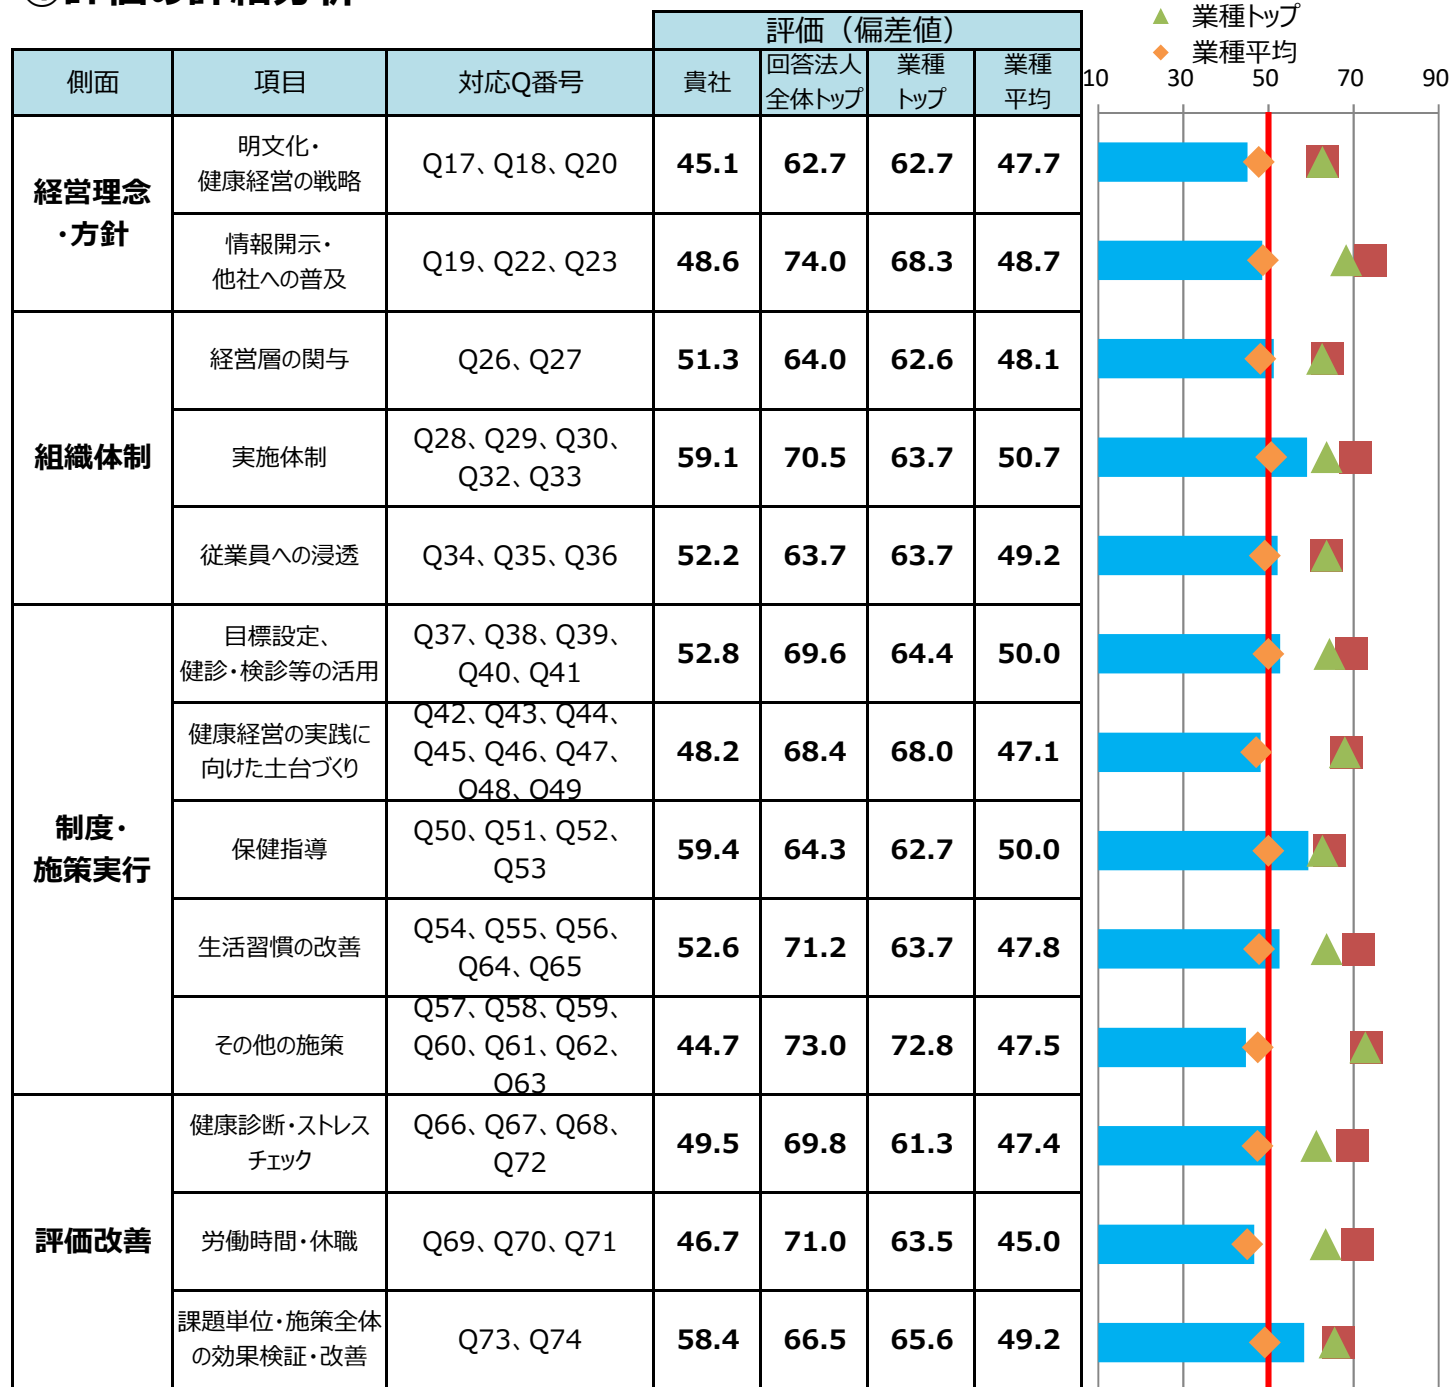 ①評価の詳細分析
▲ 業種トップ
◆ 業種平均
評価（偏差値）
側面 項目 対応Q番号 貴社 回答法人 業種 業種
全体トップ トップ 平均
10 30 50 70 90
経営理念
・方針
明文化・
健康経営の戦略
Q17、Q18、Q20 45.1 62.7 62.7 47.7
情報開示・
他社への普及
Q19、Q22、Q23 48.6 74.0 68.3 48.7
組織体制
経営層の関与 Q26、Q27 51.3 64.0 62.6 48.1
実施体制
Q28、Q29、Q30、
Q32、Q33
59.1 70.5 63.7 50.7
従業員への浸透 Q34、Q35、Q36 52.2 63.7 63.7 49.2
制度・
施策実行
目標設定、
健診・検診等の活用
Q37、Q38、Q39、
Q40、Q41
52.8 69.6 64.4 50.0
健康経営の実践に
向けた土台づくり
Q42、Q43、Q44、
Q45、Q46、Q47、
Q48、Q49
48.2 68.4 68.0 47.1
保健指導
Q50、Q51、Q52、
Q53
59.4 64.3 62.7 50.0
生活習慣の改善
Q54、Q55、Q56、
Q64、Q65
52.6 71.2 63.7 47.8
その他の施策
Q57、Q58、Q59、
Q60、Q61、Q62、
Q63
44.7 73.0 72.8 47.5
評価改善
健康診断・ストレス
チェック
Q66、Q67、Q68、
Q72
49.5 69.8 61.3 47.4
労働時間・休職 Q69、Q70、Q71 46.7 71.0 63.5 45.0
課題単位・施策全体
の効果検証・改善
Q73、Q74 58.4 66.5 65.6 49.2